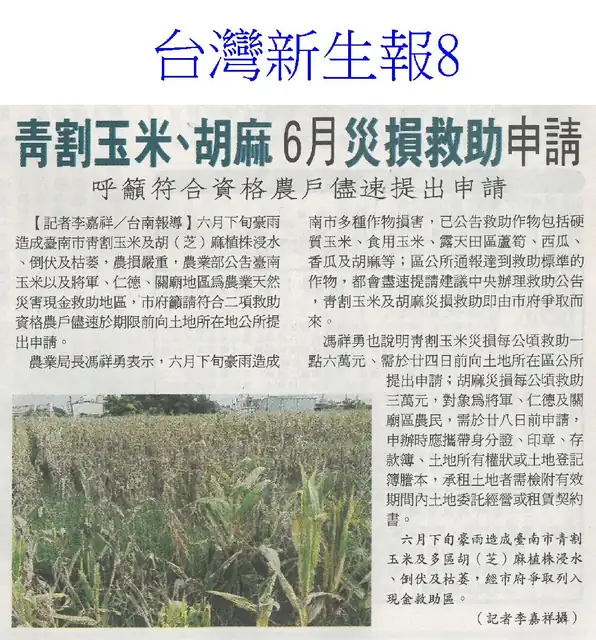 台灣新生報8
青割玉米、胡麻6月災損救助申請
呼籲符合資格農戶儘速提出申請
【記者李嘉祥／台南報導】六月下旬豪雨
造成臺南市青割玉米及胡（芝）麻植株浸水
、倒伏及枯萎，農損嚴重，農業部公告臺南
玉米以及將軍、仁德、關廟地區為農業天然
災害現金救助地區，市府籲請符合二項救助
資格農戶儘速於期限前向土地所在地公所提
出申請。
農業局長馮祥勇表示，六月下旬豪雨造成
南市多種作物損害，已公告救助作物包括硬
質玉米、食用玉米、露天田區蘆筍、西瓜、
香瓜及胡麻等；區公所通報達到救助標準的
作物，都會盡速提請建議中央辦理救助公告
，青割玉米及胡麻災損救助即由市府爭取而
來。
馮祥勇也說明青割玉米災損每公頃救助一
點六萬元、需於廿四日前向土地所在區公所
提出申請；胡麻災損每公頃救助
三萬元，對象為將軍、仁德及關
廟區農民，需於廿八日前申請，
申辦時應攜帶身分證、印章、存
款簿、土地所有權狀或土地登記
簿謄本，承租土地者需檢附有效
期間內土地委託經營或租賃契約
書。
六月下旬豪雨造成臺南市青割
玉米及多區胡（芝）麻植株浸水
、倒伏及枯萎，經市府爭取列入
現金救助區。
（記者李嘉祥攝）